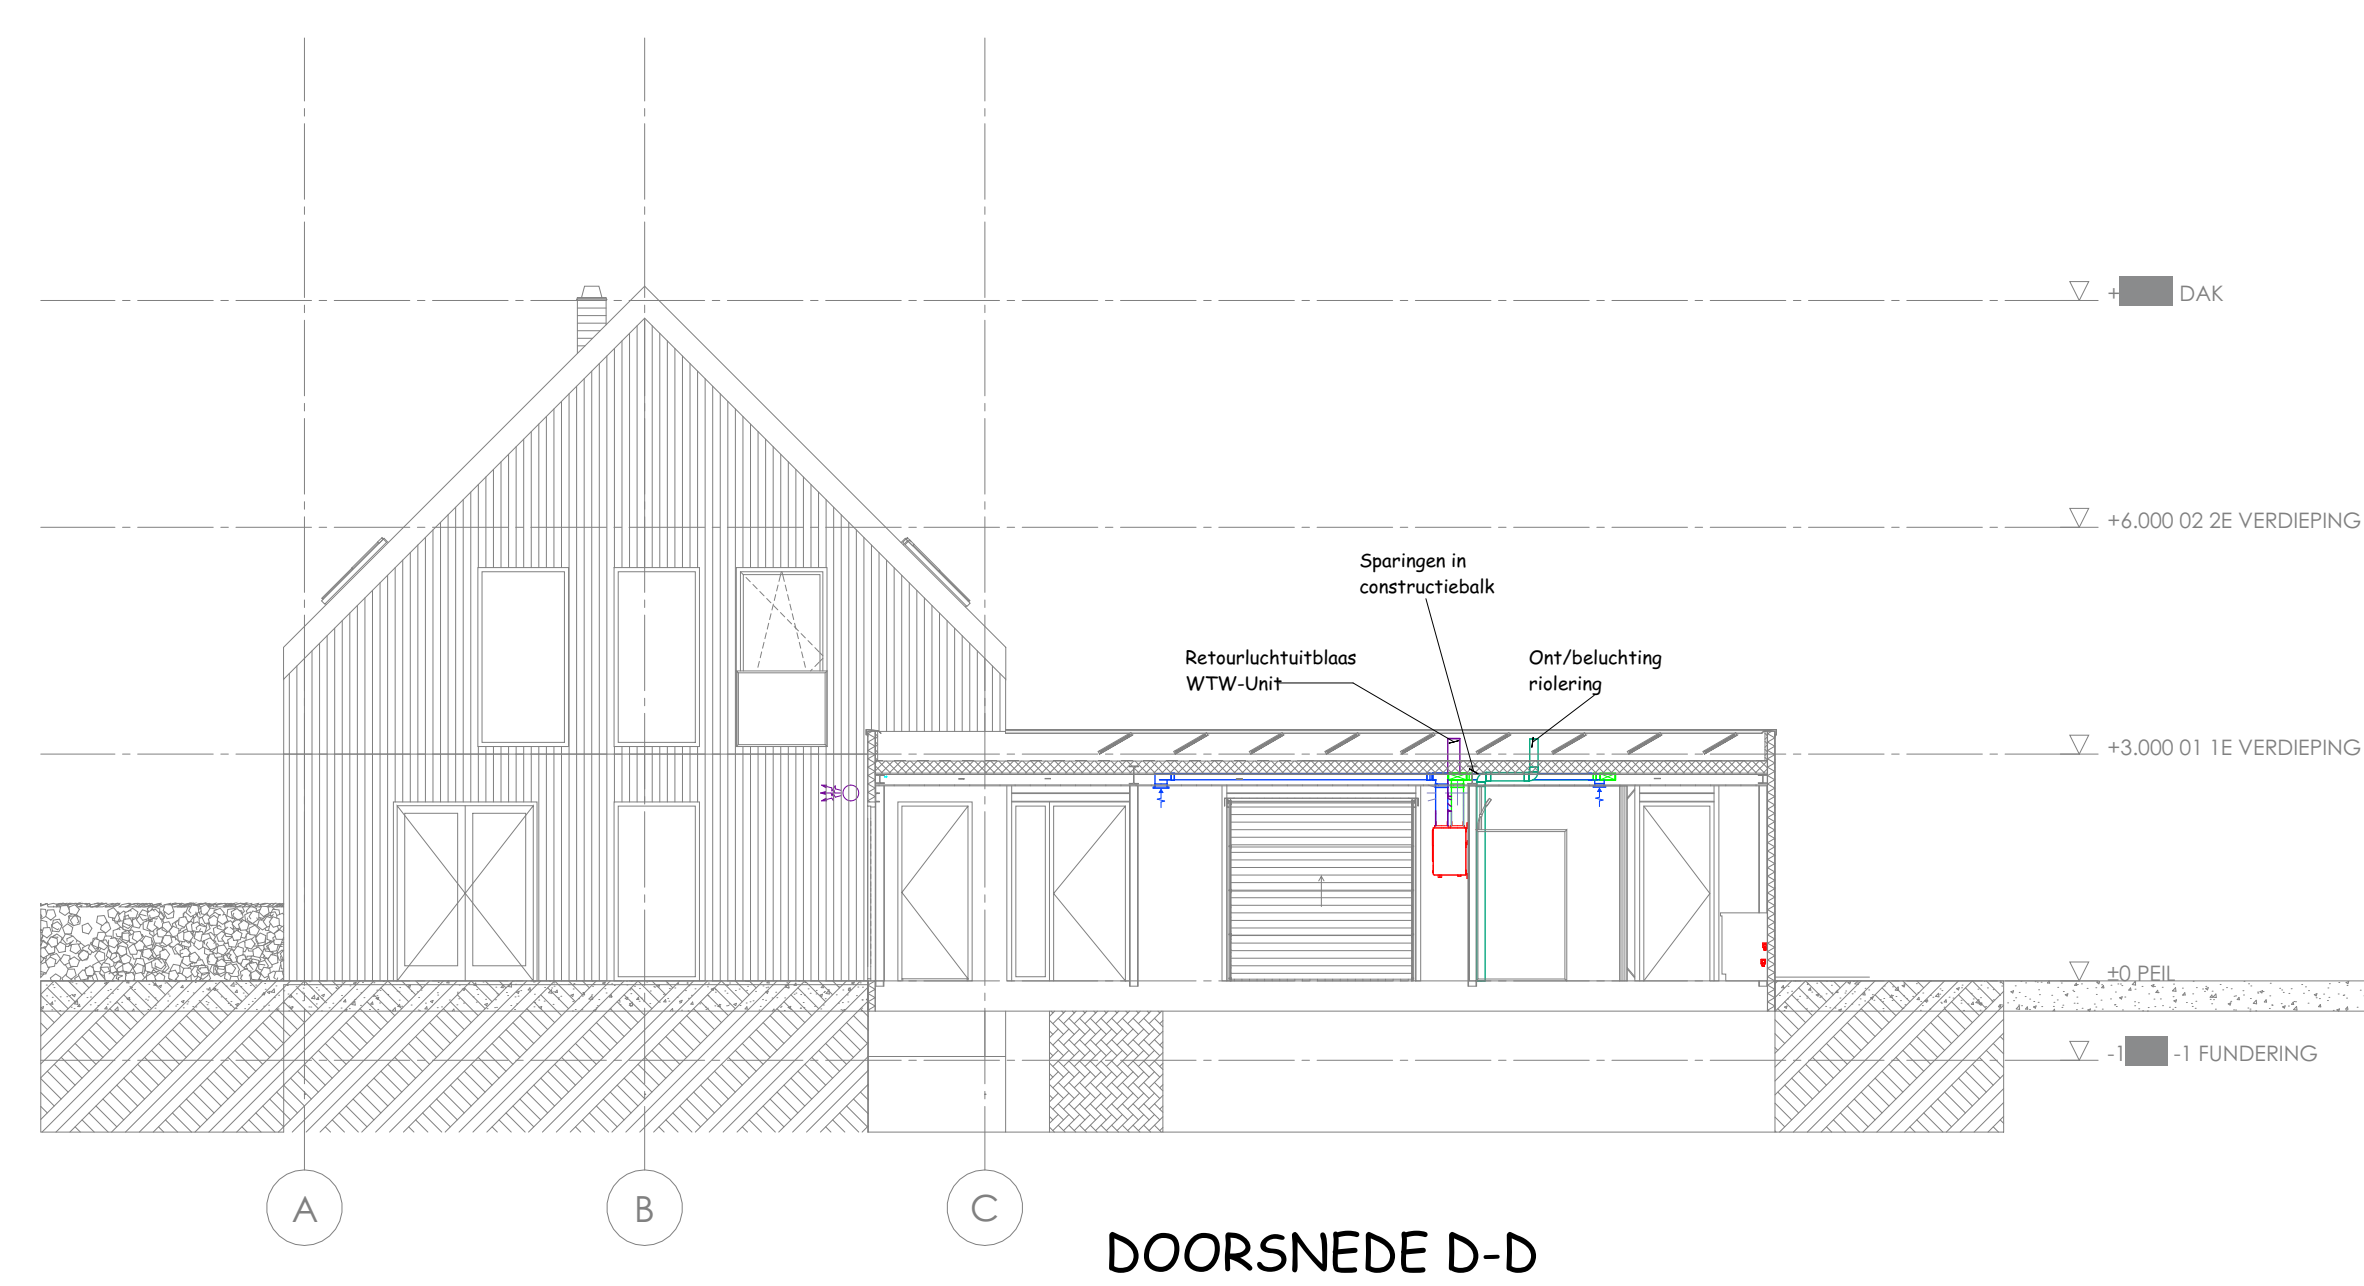 + DAK
+6.000 02 2E VERDIEPING
Sparingen in
constructiebalk
Retourluchtuitblaas
WTW-Unit
Ont/beluchting
riolering
+3.000 01 1E VERDIEPING
±0 PEIL
-1 -1 FUNDERING
A
B
C
DOORSNEDE D-D